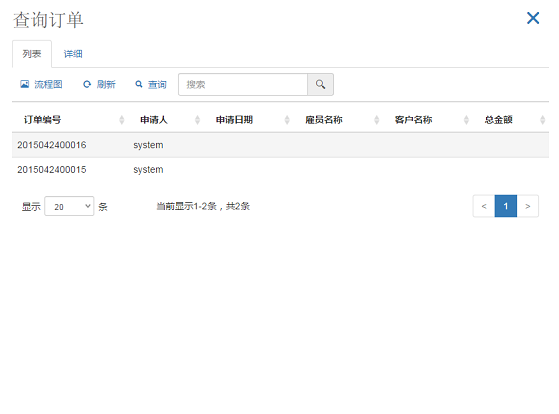 查询订单
列表 详细
流程图 刷新 查询 搜索
订单编号 申请人 申请日期 雇员名称 客户名称 总金额
2015042400016 system
2015042400015 system
显示 20 条 当前显示1-2条，共2条 < 1 >